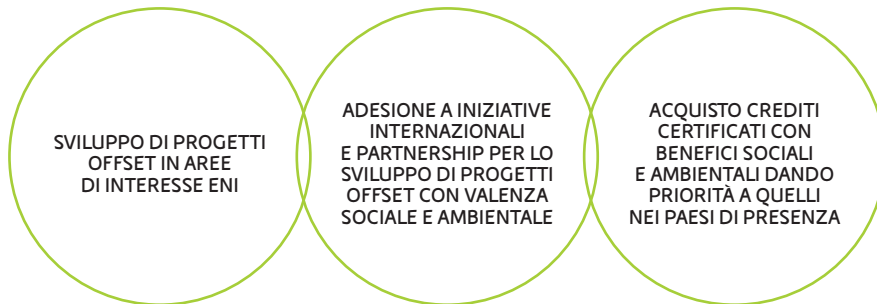 SVILUPPO DI PROGETTI
OFFSET IN AREE
DI INTERESSE ENI
ADESIONE A INIZIATIVE
INTERNAZIONALI
E PARTNERSHIP PER LO
SVILUPPO DI PROGETTI
OFFSET CON VALENZA
SOCIALE E AMBIENTALE
ACQUISTO CREDITI
CERTIFICATI CON
BENEFICI SOCIALI
E AMBIENTALI DANDO
PRIORITÀ A QUELLI
NEI PAESI DI PRESENZA